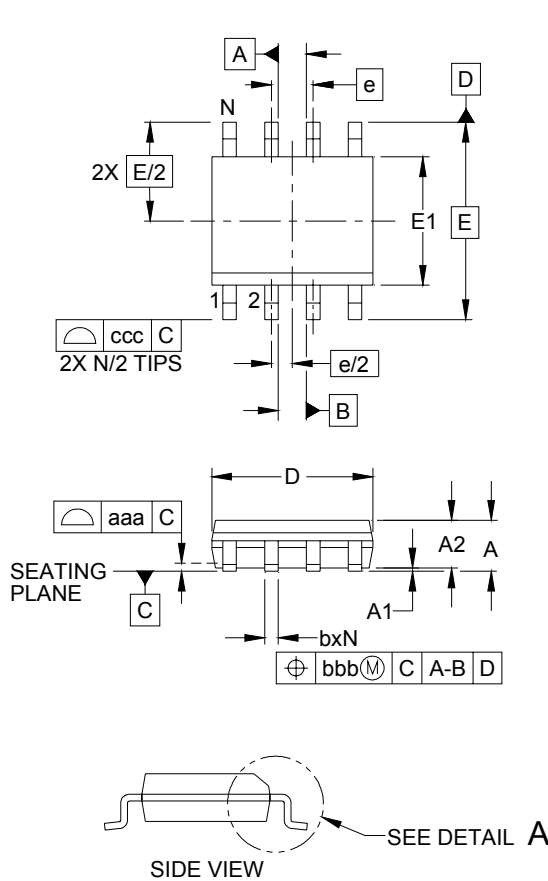 A
e
D
N
2X E/2
E1
E
1 2
ccc C
2X N/2 TIPS
e/2
B
D
aaa C
A2 A
SEATING
PLANE
C
A1
bxN
bbbⓂ C A-B D
SEE DETAIL A
SIDE VIEW